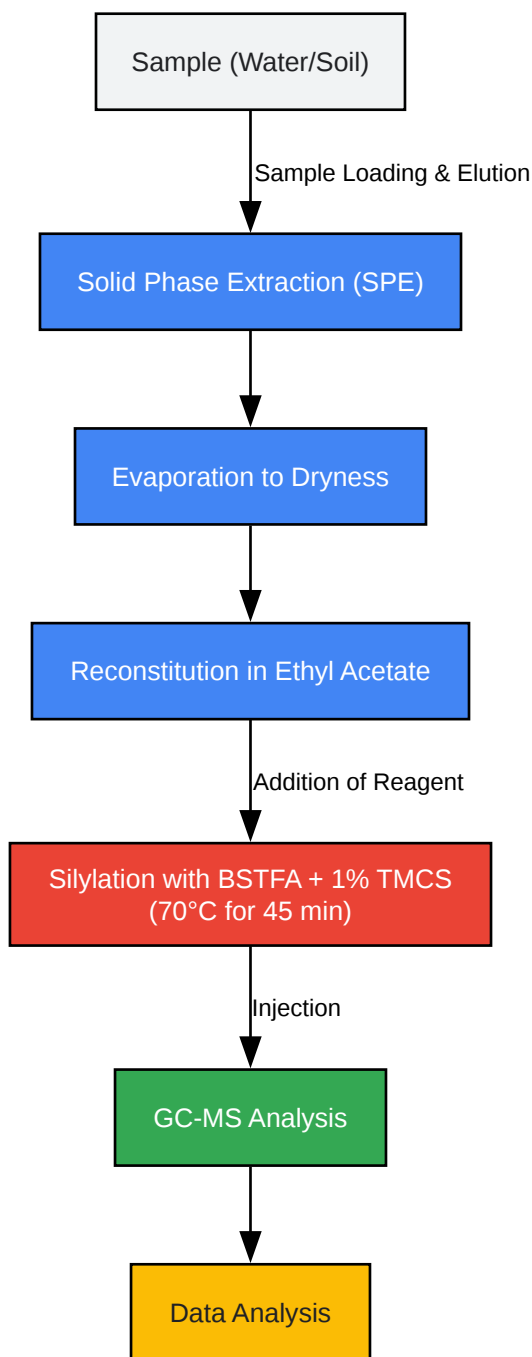 Sample (Water/Soil)
Sample Loading & Elution
Solid Phase Extraction (SPE)
Evaporation to Dryness
Reconstitution in Ethyl Acetate
Addition of Reagent
Silylation with BSTFA + 1% TMCS
(70°C for 45 min)
Injection
GC-MS Analysis
Data Analysis